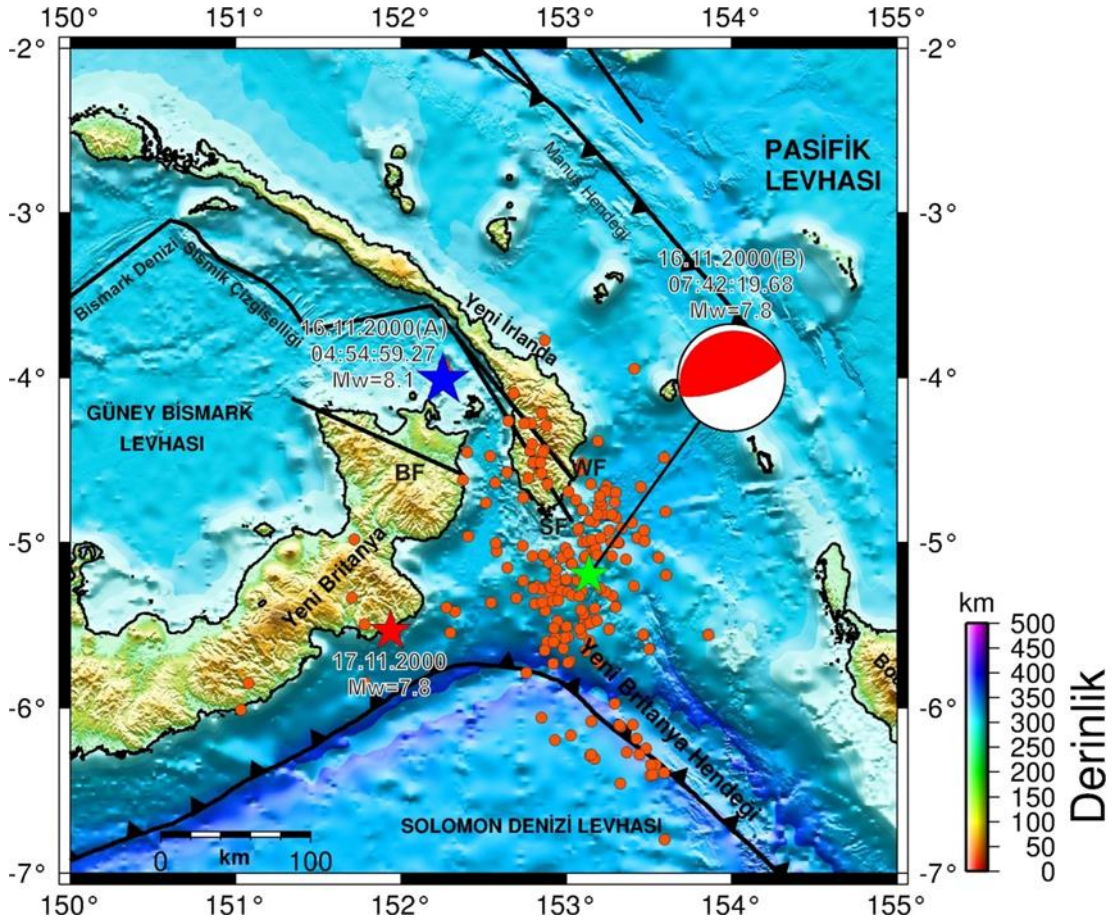 150° 151° 152° 153° 154° 155°
-2° -2°
PASİFİK
LEVHASI
Manus Hendeği
-3° -3°
16.11.2000(B)
07:42:19.68
Mw=7.8
Bismark Denizi
Sismik Çizgiselliği
Yeni İrlanda
16.11.2000(A)
04:54:59.27
Mw=8.1
-4° -4°
GÜNEY BİSMARK
LEVHASI
BF
WF
SF
-5° -5°
Yeni Britanya
17.11.2000
Mw=7.8
Yeni Britanya Hendeği
-6° -6°
SOLOMON DENİZİ LEVHASI
0 km 100
-7° -7°
150° 151° 152° 153° 154° 155°
km
500
450
400
350
300
250
200
150
100
50
0
Derinlik